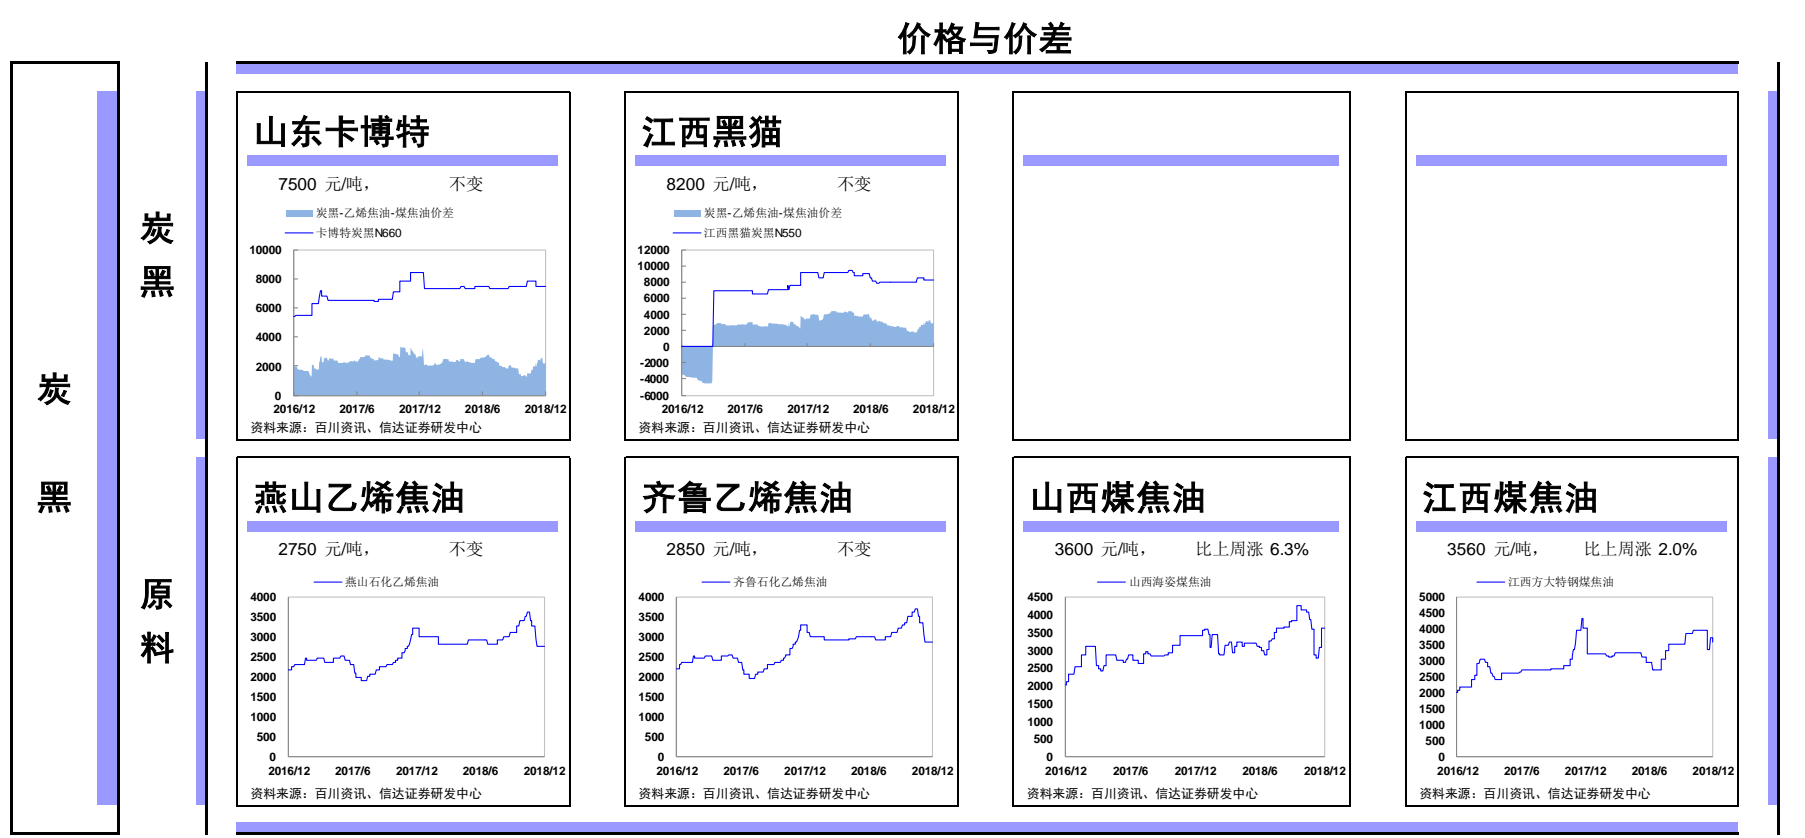 价格与价差
炭
黑
炭
黑
山东卡博特
7500 元/吨， 不变
炭黑-乙烯焦油-煤焦油价差
卡博特炭黑N660
10000
8000
6000
4000
2000
0
2016/12 2017/6 2017/12 2018/6 2018/12
资料来源：百川资讯、信达证券研发中心
江西黑猫
8200 元/吨， 不变
炭黑-乙烯焦油-煤焦油价差
江西黑猫炭黑N550
12000
10000
8000
6000
4000
2000
0
-2000
-4000
-6000
2016/12 2017/6 2017/12 2018/6 2018/12
资料来源：百川资讯、信达证券研发中心
原
料
燕山乙烯焦油
2750 元/吨， 不变
燕山石化乙烯焦油
4000
3500
3000
2500
2000
1500
1000
500
0
2016/12 2017/6 2017/12 2018/6 2018/12
资料来源：百川资讯、信达证券研发中心
齐鲁乙烯焦油
2850 元/吨， 不变
齐鲁石化乙烯焦油
4000
3500
3000
2500
2000
1500
1000
500
0
2016/12 2017/6 2017/12 2018/6 2018/12
资料来源：百川资讯、信达证券研发中心
山西煤焦油
3600 元/吨， 比上周涨 6.3%
山西海姿煤焦油
4500
4000
3500
3000
2500
2000
1500
1000
500
0
2016/12 2017/6 2017/12 2018/6 2018/12
资料来源：百川资讯、信达证券研发中心
江西煤焦油
3560 元/吨， 比上周涨 2.0%
江西方大特钢煤焦油
5000
4500
4000
3500
3000
2500
2000
1500
1000
500
0
2016/12 2017/6 2017/12 2018/6 2018/12
资料来源：百川资讯、信达证券研发中心